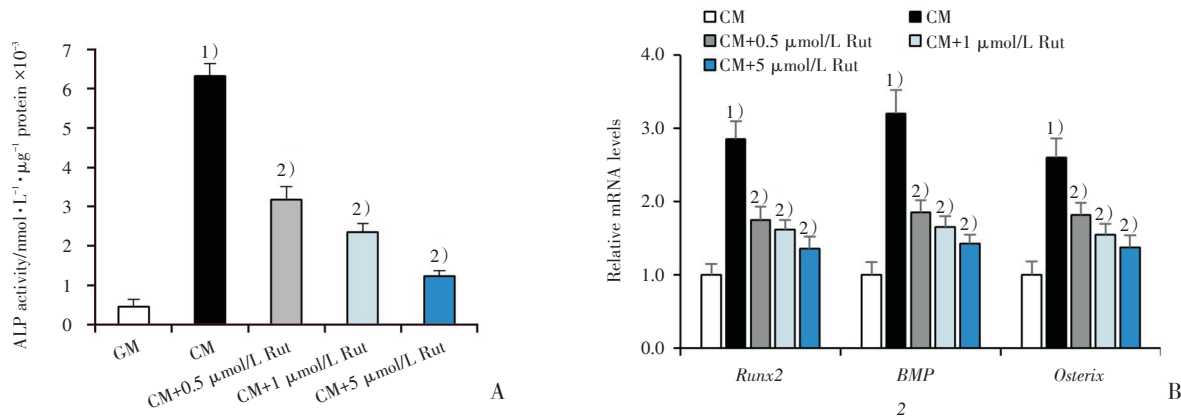 ALP activity/nmol·L⁻¹·μg⁻¹ protein ×10⁻³
7
6
5
4
3
2
1
0
1)
2)
2)
2)
GM
CM
CM+0.5 μmol/L Rut
CM+1 μmol/L Rut
CM+5 μmol/L Rut
A
CM CM
CM+0.5 μmol/L Rut CM+1 μmol/L Rut
CM+5 μmol/L Rut
Relative mRNA levels
4.0
3.0
2.0
1.0
0.0
1)
2)
2)
2)
1)
2)
2)
2)
1)
2)
2)
2)
Runx2 BMP Osterix
2
B